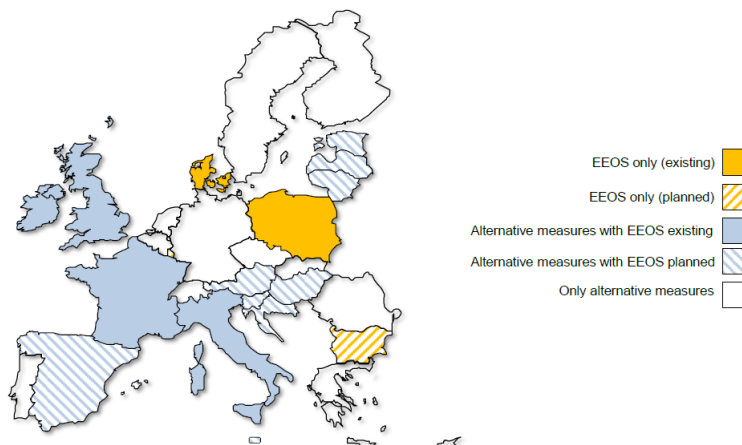 EEOS only (existing)
EEOS only (planned)
Alternative measures with EEOS existing
Alternative measures with EEOS planned
Only alternative measures